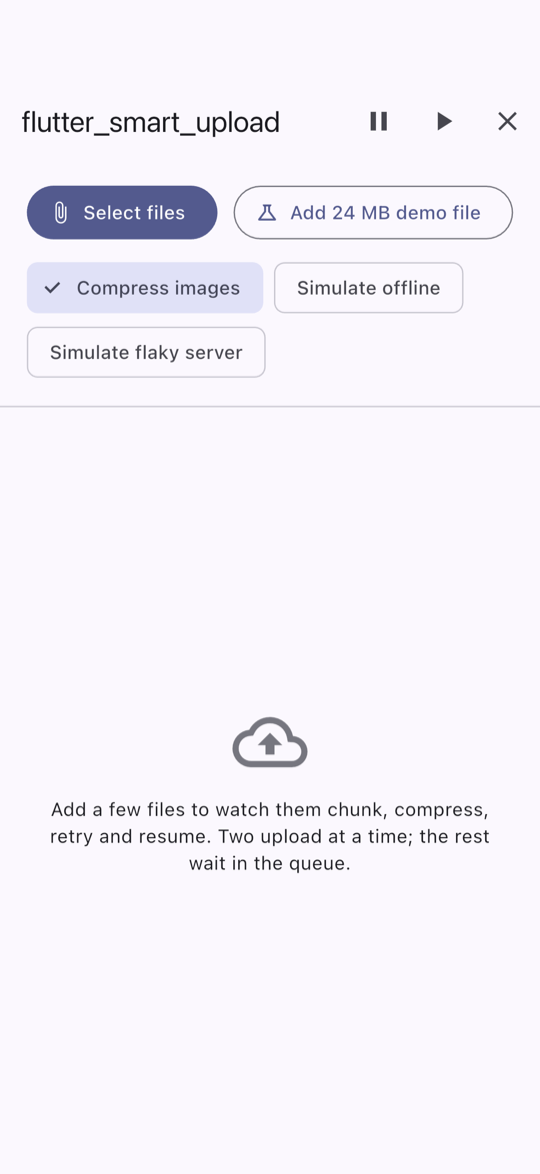 flutter_smart_upload
Select files
Add 24 MB demo file
Compress images
Simulate offline
Simulate flaky server
Add a few files to watch them chunk, compress,
retry and resume. Two upload at a time; the rest
wait in the queue.